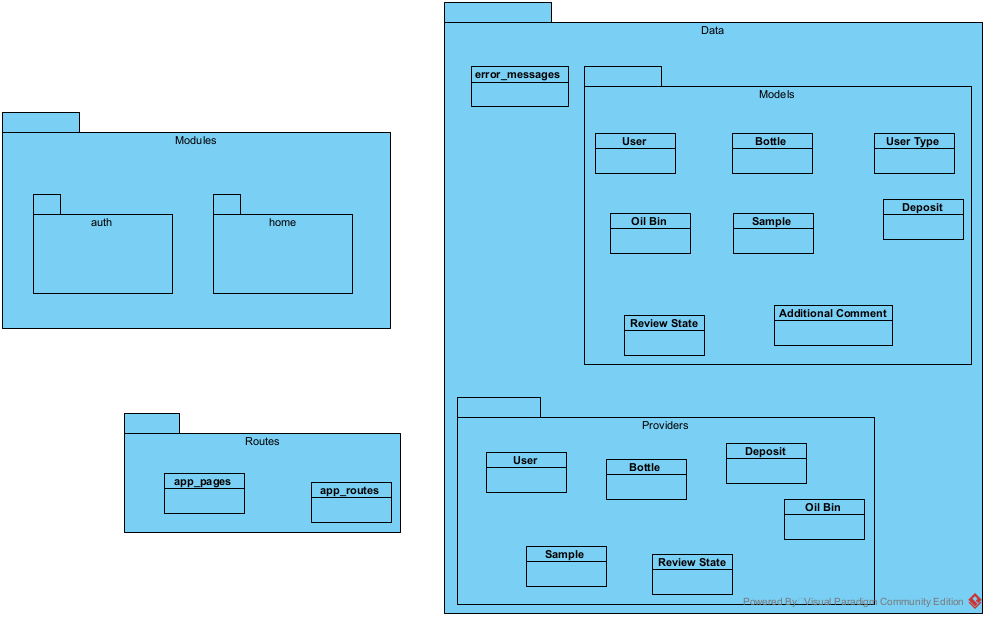 Data
error_messages
Models
User
Bottle
User Type
Oil Bin
Sample
Deposit
Review State
Additional Comment
Modules
auth
home
Routes
app_pages
app_routes
Providers
User
Bottle
Deposit
Oil Bin
Sample
Review State
Powered By Visual Paradigm Community Edition